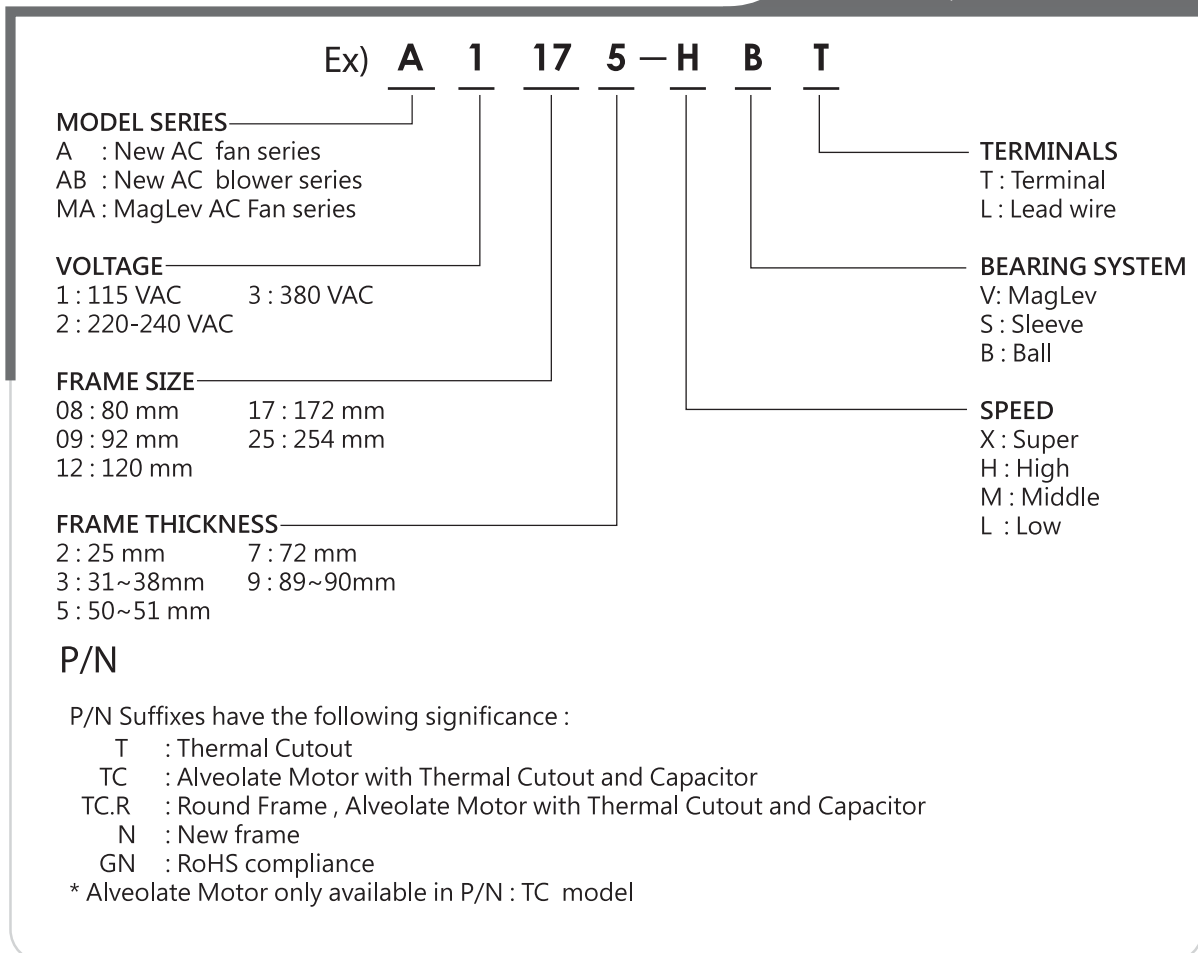 Ex) A 1 17 5 — H B T
MODEL SERIES
A : New AC fan series
AB : New AC blower series
MA : MagLev AC Fan series
VOLTAGE
1 : 115 VAC 3 : 380 VAC
2 : 220-240 VAC
FRAME SIZE
08 : 80 mm 17 : 172 mm
09 : 92 mm 25 : 254 mm
12 : 120 mm
FRAME THICKNESS
2 : 25 mm 7 : 72 mm
3 : 31~38mm 9 : 89~90mm
5 : 50~51 mm
TERMINALS
T : Terminal
L : Lead wire
BEARING SYSTEM
V: MagLev
S : Sleeve
B : Ball
SPEED
X : Super
H : High
M : Middle
L : Low
P/N
P/N Suffixes have the following significance :
T : Thermal Cutout
TC : Alveolate Motor with Thermal Cutout and Capacitor
TC.R : Round Frame , Alveolate Motor with Thermal Cutout and Capacitor
N : New frame
GN : RoHS compliance
* Alveolate Motor only available in P/N : TC model